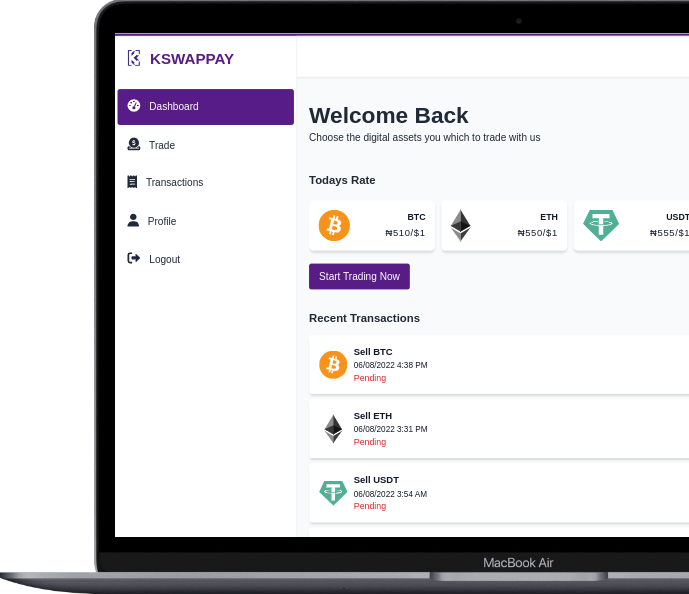 KSWAPPAY
Dashboard
Trade
Transactions
Profile
Logout
Welcome Back
Choose the digital assets you which to trade with us
Todays Rate
BTC
₦510/$1
ETH
₦550/$1
USDT
₦555/$1
Start Trading Now
Recent Transactions
Sell BTC
06/08/2022 4:38 PM
Pending
Sell ETH
06/08/2022 3:31 PM
Pending
Sell USDT
06/08/2022 3:54 AM
Pending
MacBook Air